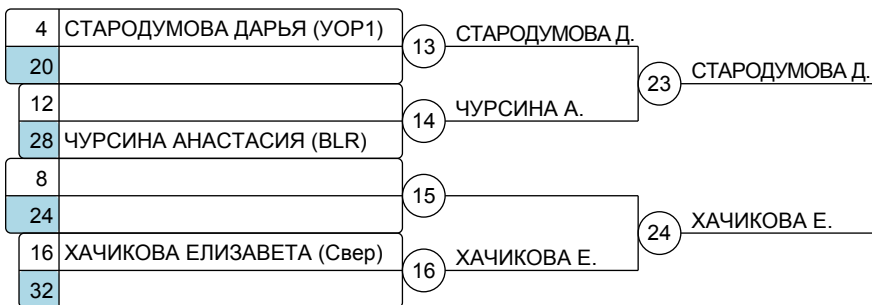 4 СТАРОДУМОВА ДАРЬЯ (УОР1)
20
13 СТАРОДУМОВА Д.
12
28 ЧУРСИНА АНАСТАСИЯ (BLR)
14 ЧУРСИНА А.
23 СТАРОДУМОВА Д.
8
24
15
16 ХАЧИКОВА ЕЛИЗАВЕТА (Свер)
32
16 ХАЧИКОВА Е.
24 ХАЧИКОВА Е.